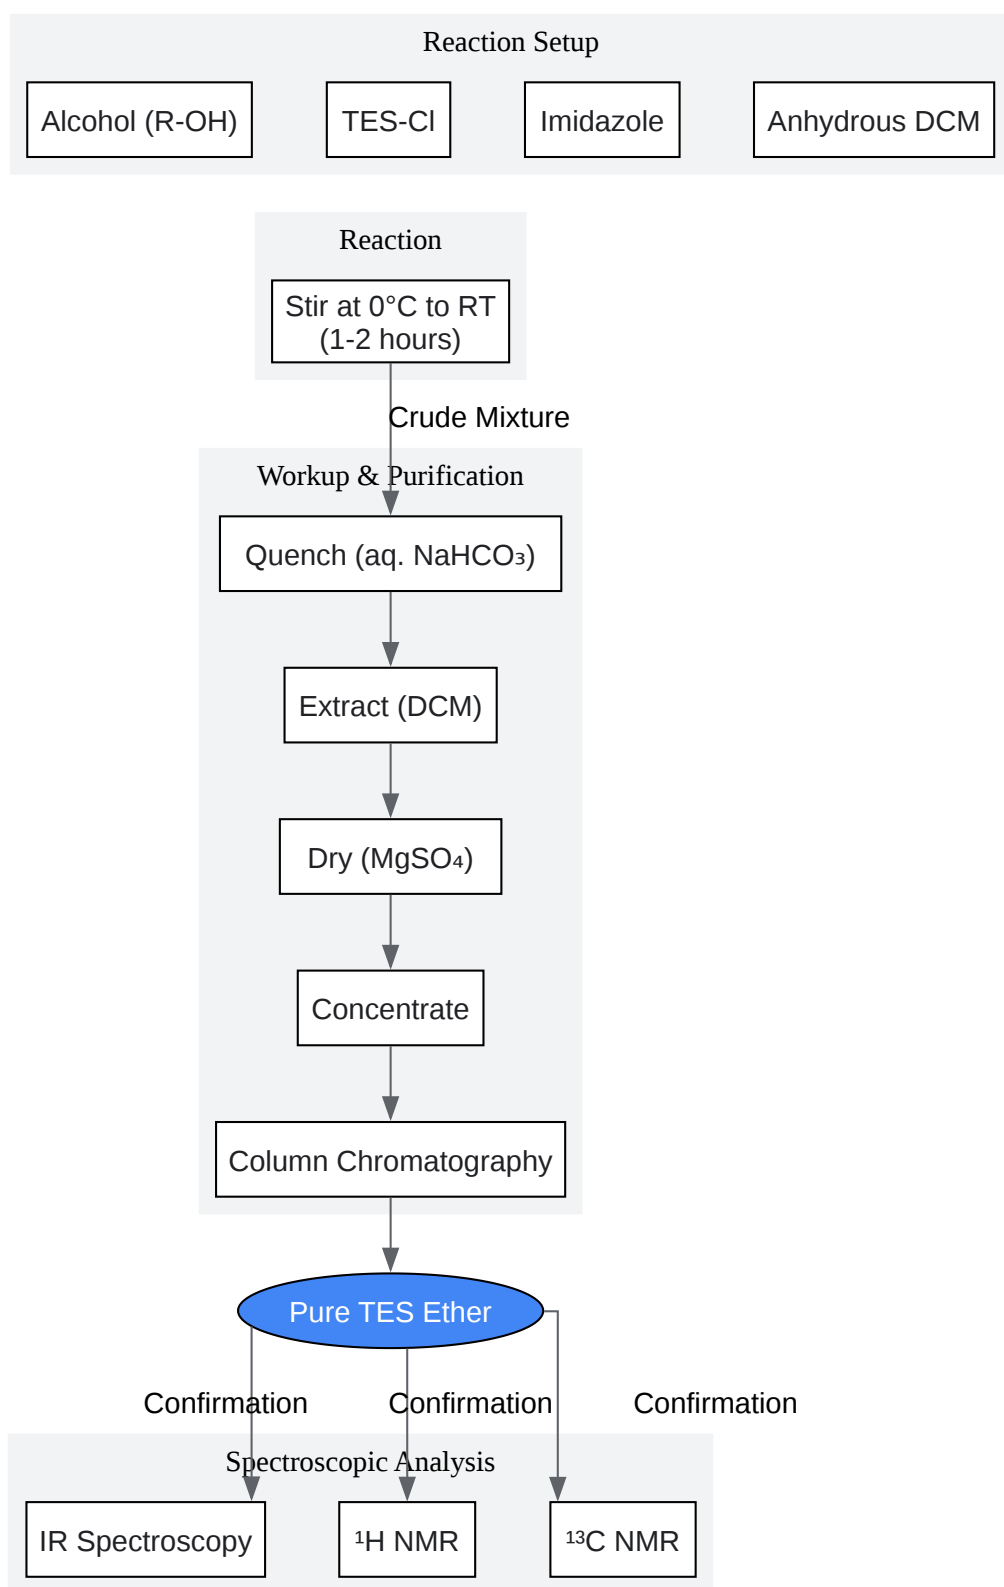 Reaction Setup
Alcohol (R-OH)
TES-Cl
Imidazole
Anhydrous DCM
Reaction
Stir at 0°C to RT
(1-2 hours)
Crude Mixture
Workup & Purification
Quench (aq. NaHCO₃)
Extract (DCM)
Dry (MgSO₄)
Concentrate
Column Chromatography
Pure TES Ether
Confirmation
Confirmation
Confirmation
Spectroscopic Analysis
IR Spectroscopy
¹H NMR
¹³C NMR